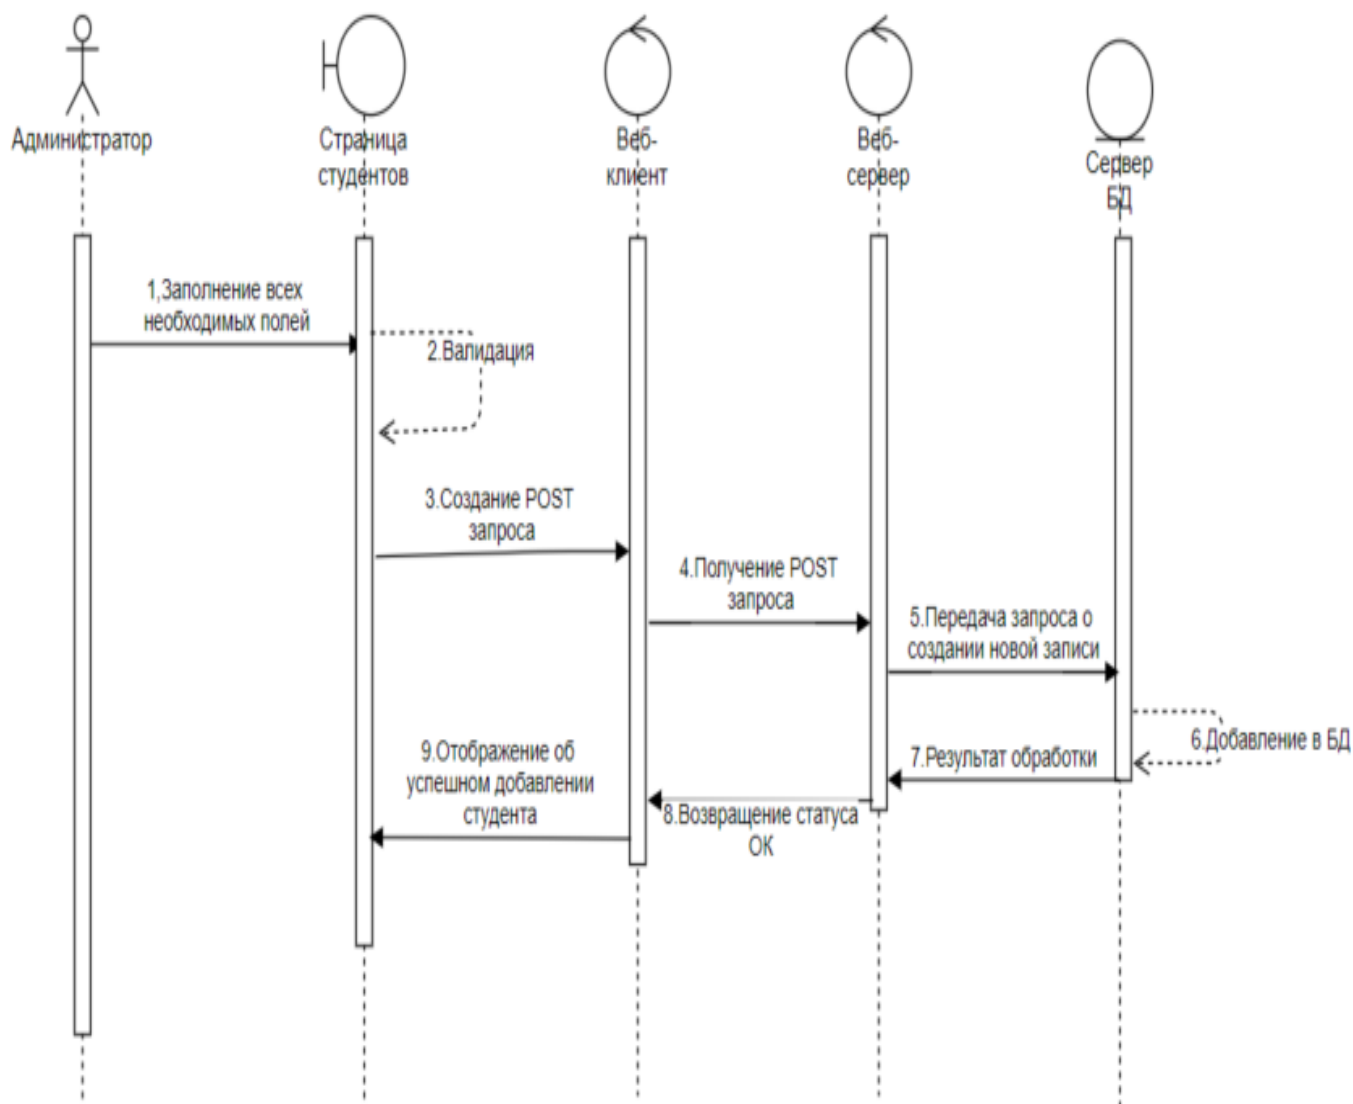 Администратор
Страница
студентов
Веб-
клиент
Веб-
сервер
Сервер
БД
1,Заполнение всех
необходимых полей
2.Валидация
3.Создание POST
запроса
4.Получение POST
запроса
5.Передача запроса о
создании новой записи
6.Добавление в БД
7.Результат обработки
8.Возвращение статуса
ОК
9.Отображение об
успешном добавлении
студента